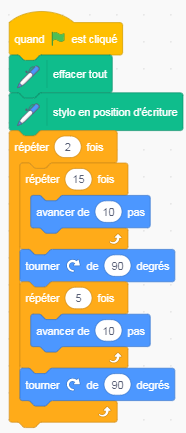 quand est cliqué
effacer tout
stylo en position d'écriture
répéter 2 fois
répéter 15 fois
avancer de 10 pas
tourner de 90 degrés
répéter 5 fois
avancer de 10 pas
tourner de 90 degrés